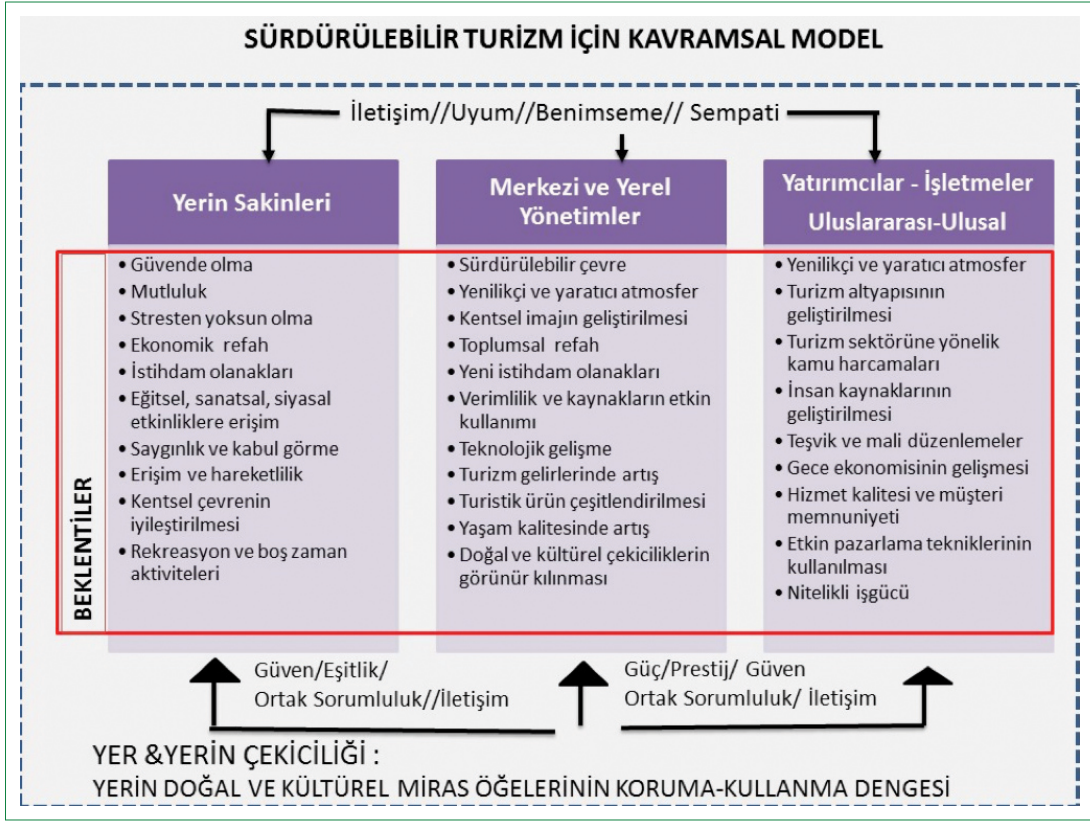 SÜRDÜRÜLEBİLİR TURİZM İÇİN KAVRAMSAL MODEL
İletişim//Uyum//Benimseme// Sempati
Yerin Sakinleri
Merkezi ve Yerel
Yönetimler
Yatırımcılar - İşletmeler
Uluslararası-Ulusal
BEKLENTİLER
• Güvende olma
• Mutluluk
• Stresten yoksun olma
• Ekonomik refah
• İstihdam olanakları
• Eğitsel, sanatsal, siyasal
etkinliklere erişim
• Saygınlık ve kabul görme
• Erişim ve hareketlilik
• Kentsel çevrenin
iyileştirilmesi
• Rekreasyon ve boş zaman
aktiviteleri
• Sürdürülebilir çevre
• Yenilikçi ve yaratıcı atmosfer
• Kentsel imajın geliştirilmesi
• Toplumsal refah
• Yeni istihdam olanakları
• Verimlilik ve kaynakların etkin
kullanımı
• Teknolojik gelişme
• Turizm gelirlerinde artış
• Turistik ürün çeşitlendirilmesi
• Yaşam kalitesinde artış
• Doğal ve kültürel çekiciliklerin
görünür kılınması
• Yenilikçi ve yaratıcı atmosfer
• Turizm altyapısının
geliştirilmesi
• Turizm sektörüne yönelik
kamu harcamaları
• İnsan kaynaklarının
geliştirilmesi
• Teşvik ve mali düzenlemeler
• Gece ekonomisinin gelişmesi
• Hizmet kalitesi ve müşteri
memnuniyeti
• Etkin pazarlama tekniklerinin
kullanılması
• Nitelikli işgücü
Güven/Eşitlik/
Ortak Sorumluluk//İletişim
Güç/Prestij/ Güven
Ortak Sorumluluk/ İletişim
YER &YERİN ÇEKİCİLİĞİ :
YERİN DOĞAL VE KÜLTÜREL MİRAS ÖĞELERİNİN KORUMA-KULLANMA DENGESİ